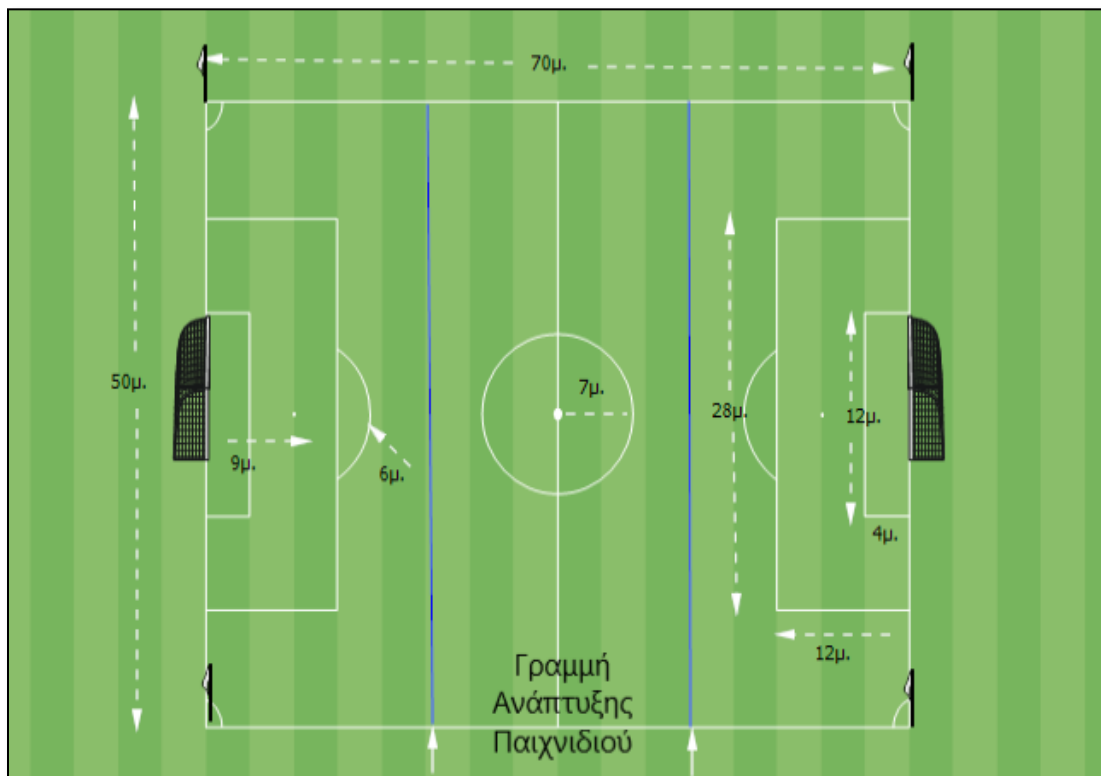 70μ.
50μ.
7μ.
28μ.
12μ.
9μ.
6μ.
4μ.
12μ.
Γραμμή
Ανάπτυξης
Παιχνιδιού